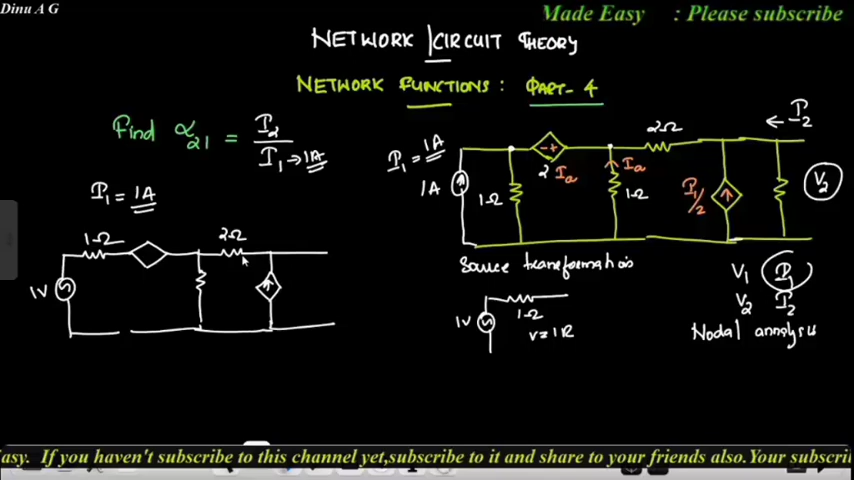 Dinu A G
Made Easy : Please subscribe
NETWORK | CIRCUIT THEORY
NETWORK FUNCTIONS : PART- 4
Find α21 = I2 / I1 → 1A
I1 = 1A
1Ω
2Ω
1V
I1 = 1A
1A
1Ω
- +
2 Ia
Ia
1Ω
2Ω
I1/2
← I2
V2
Source transformation
1V
1Ω
V = IR
V1 I1
V2 I2
Nodal analysis
asy. If you haven't subscribe to this channel yet,subscribe to it and share to your friends also.Your subscri